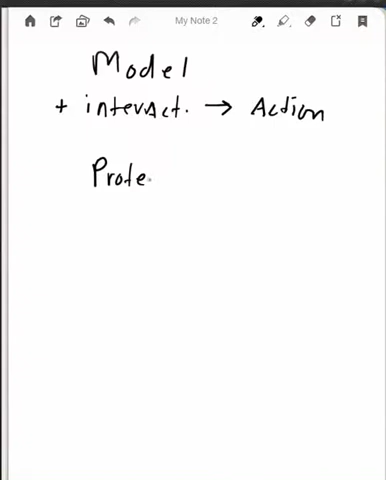 My Note 2
Model
+ interact. → Action
Prote